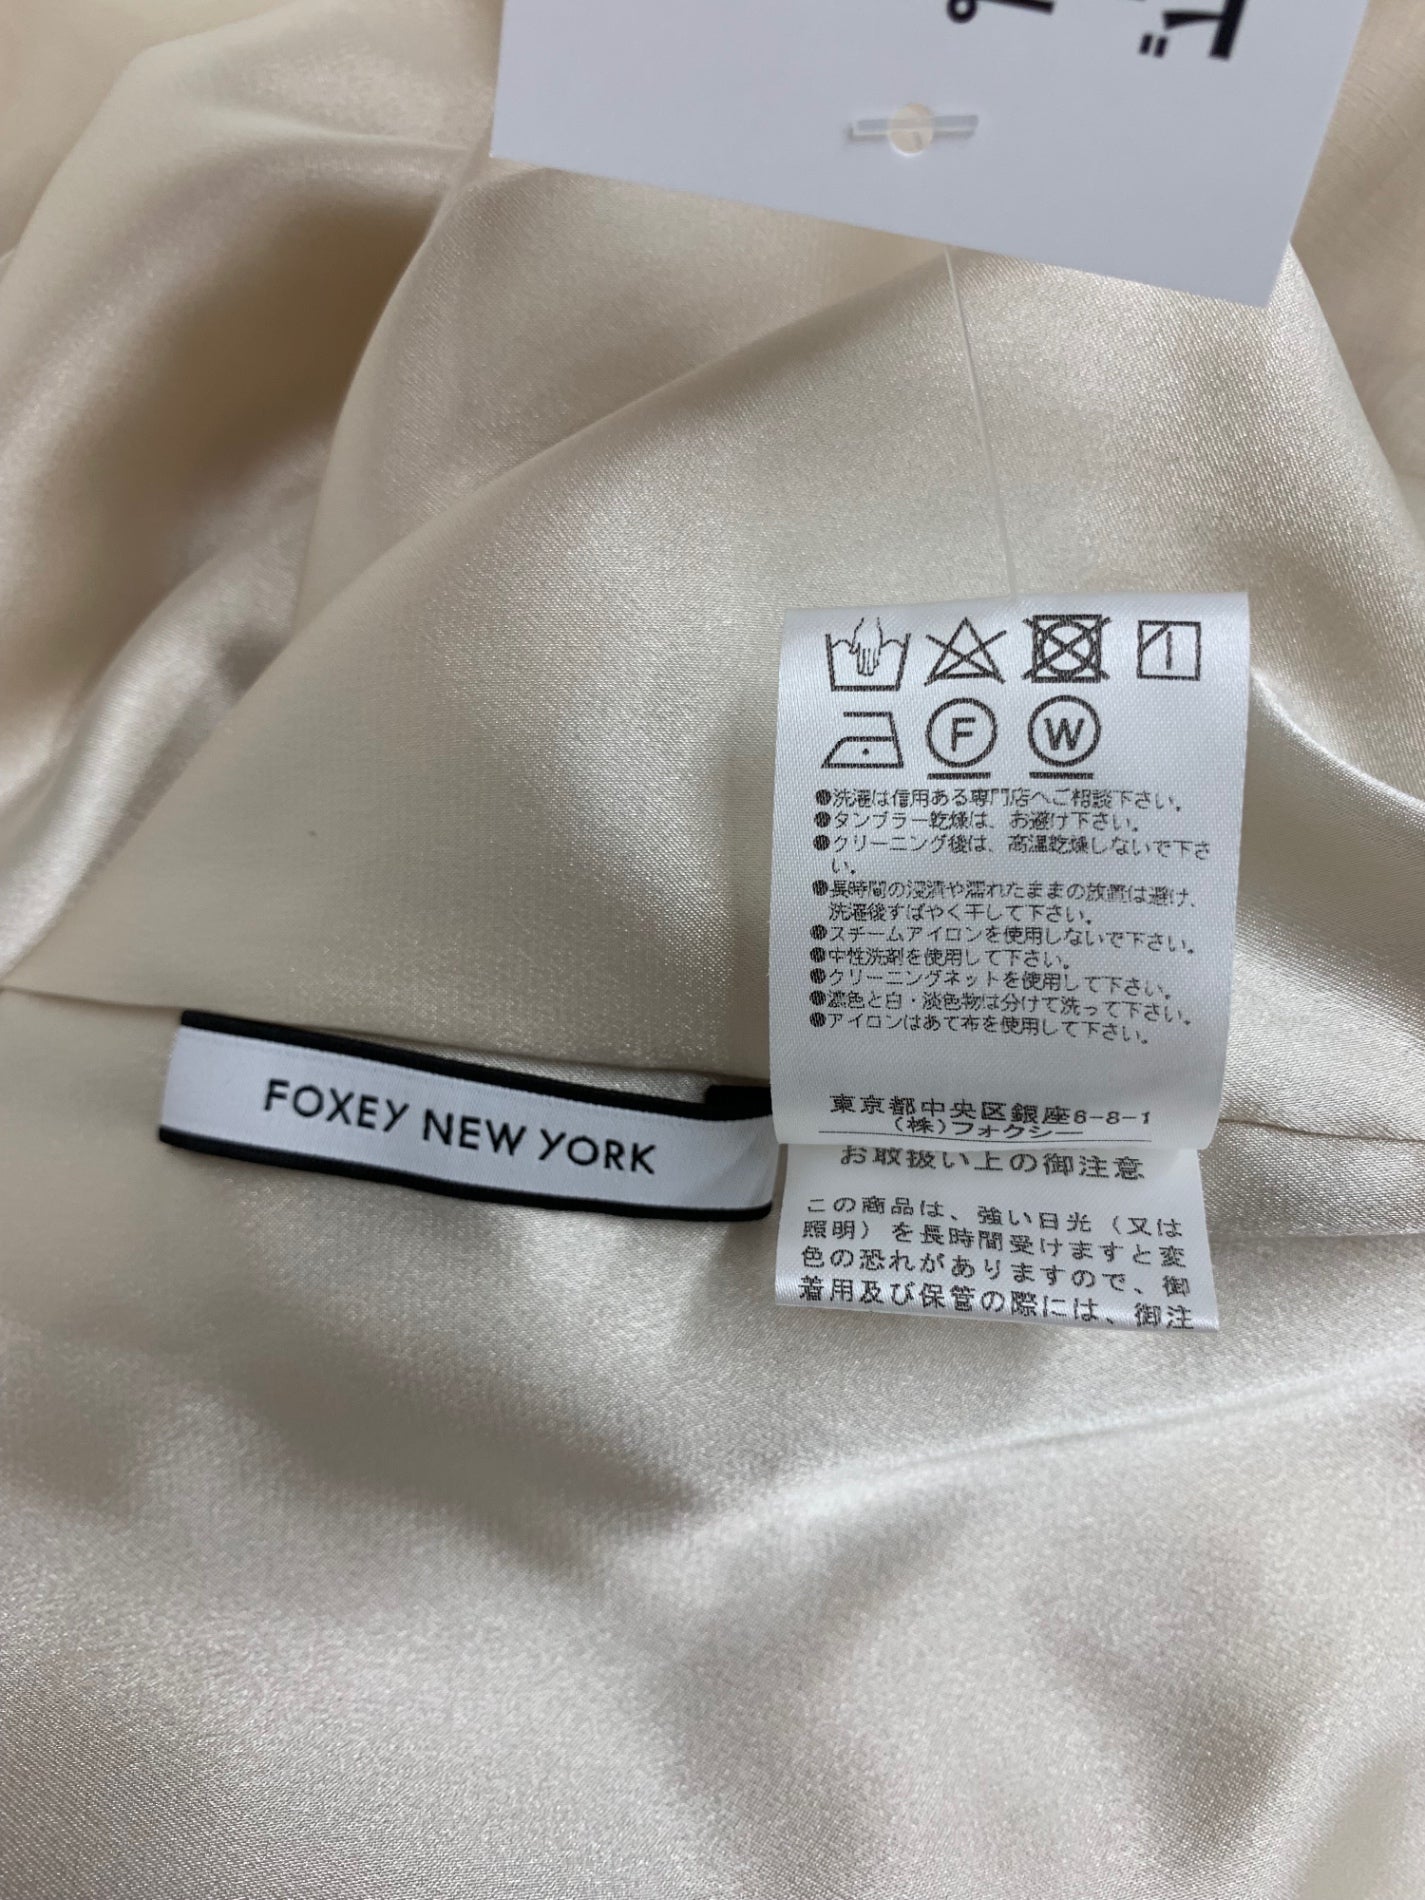 F W
●洗濯は信用ある専門店へご相談下さい。
●タンブラー乾燥は、お避け下さい。
●クリーニング後は、高温乾燥しないで下さ
い。
●長時間の浸漬や濡れたままの放置は避け、
洗濯後すばやく干して下さい。
●スチームアイロンを使用しないで下さい。
●中性洗剤を使用して下さい。
●クリーニングネットを使用して下さい。
●濃色と白・淡色物は分けて洗って下さい。
●アイロンはあて布を使用して下さい。
東京都中央区銀座6-8-1
(株)フォクシー
FOXEY NEW YORK
お取扱い上の御注意
この商品は、強い日光（又は
照明）を長時間受けますと変
色の恐れがありますので、御
着用及び保管の際には、御注